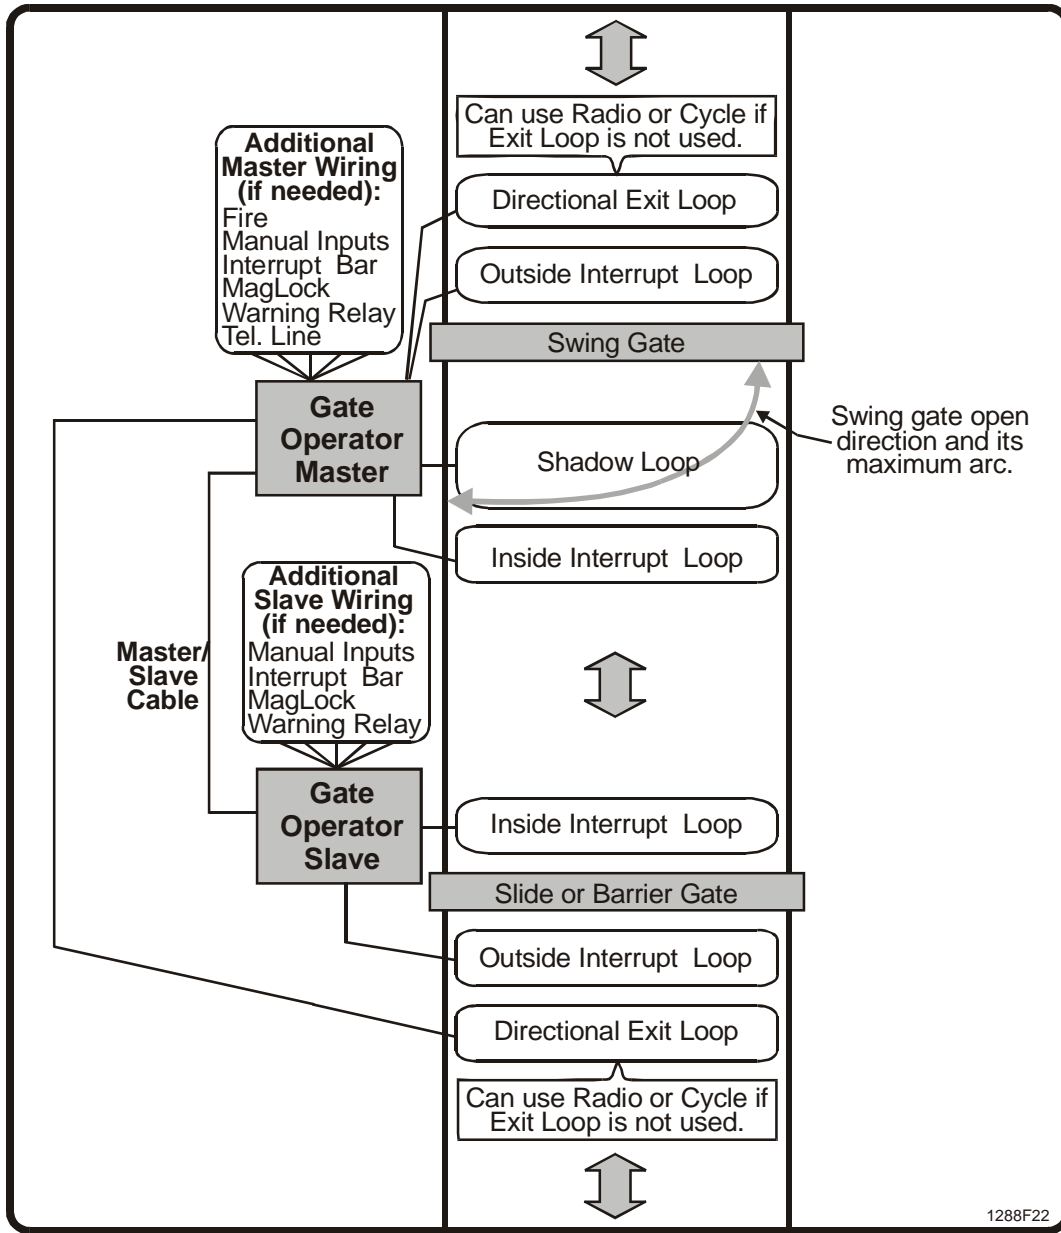 Can use Radio or Cycle if
Exit Loop is not used.
Additional
Master Wiring
(if needed):
Fire
Manual Inputs
Interrupt Bar
MagLock
Warning Relay
Tel. Line
Directional Exit Loop
Outside Interrupt Loop
Swing Gate
Gate
Operator
Master
Swing gate open
direction and its
maximum arc.
Shadow Loop
Inside Interrupt Loop
Additional
Slave Wiring
(if needed):
Manual Inputs
Interrupt Bar
MagLock
Warning Relay
Master/
Slave
Cable
Gate
Operator
Slave
Inside Interrupt Loop
Slide or Barrier Gate
Outside Interrupt Loop
Directional Exit Loop
Can use Radio or Cycle if
Exit Loop is not used.
1288F22